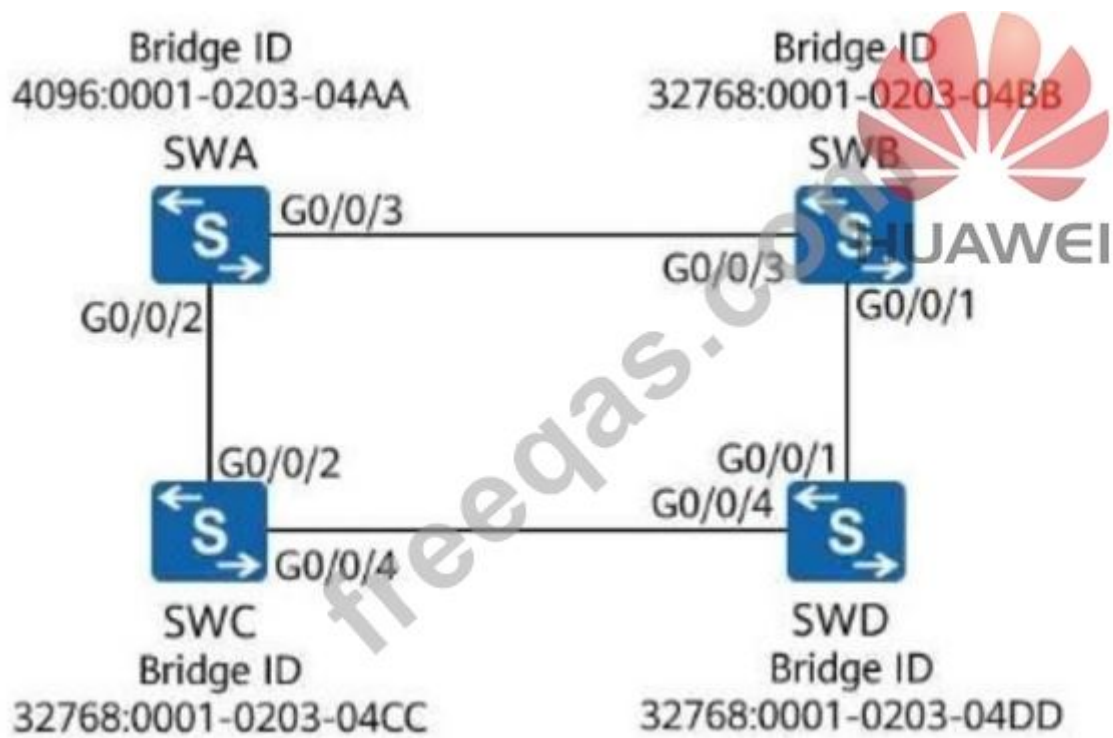 Bridge ID
4096:0001-0203-04AA
SWA
Bridge ID
32768:0001-0203-04BB
SWB
HUAWEI
G0/0/3
G0/0/3
G0/0/2
G0/0/1
freeqas.com
G0/0/2
G0/0/1
G0/0/4
G0/0/4
S
S
S
S
SWC
Bridge ID
32768:0001-0203-04CC
SWD
Bridge ID
32768:0001-0203-04DD